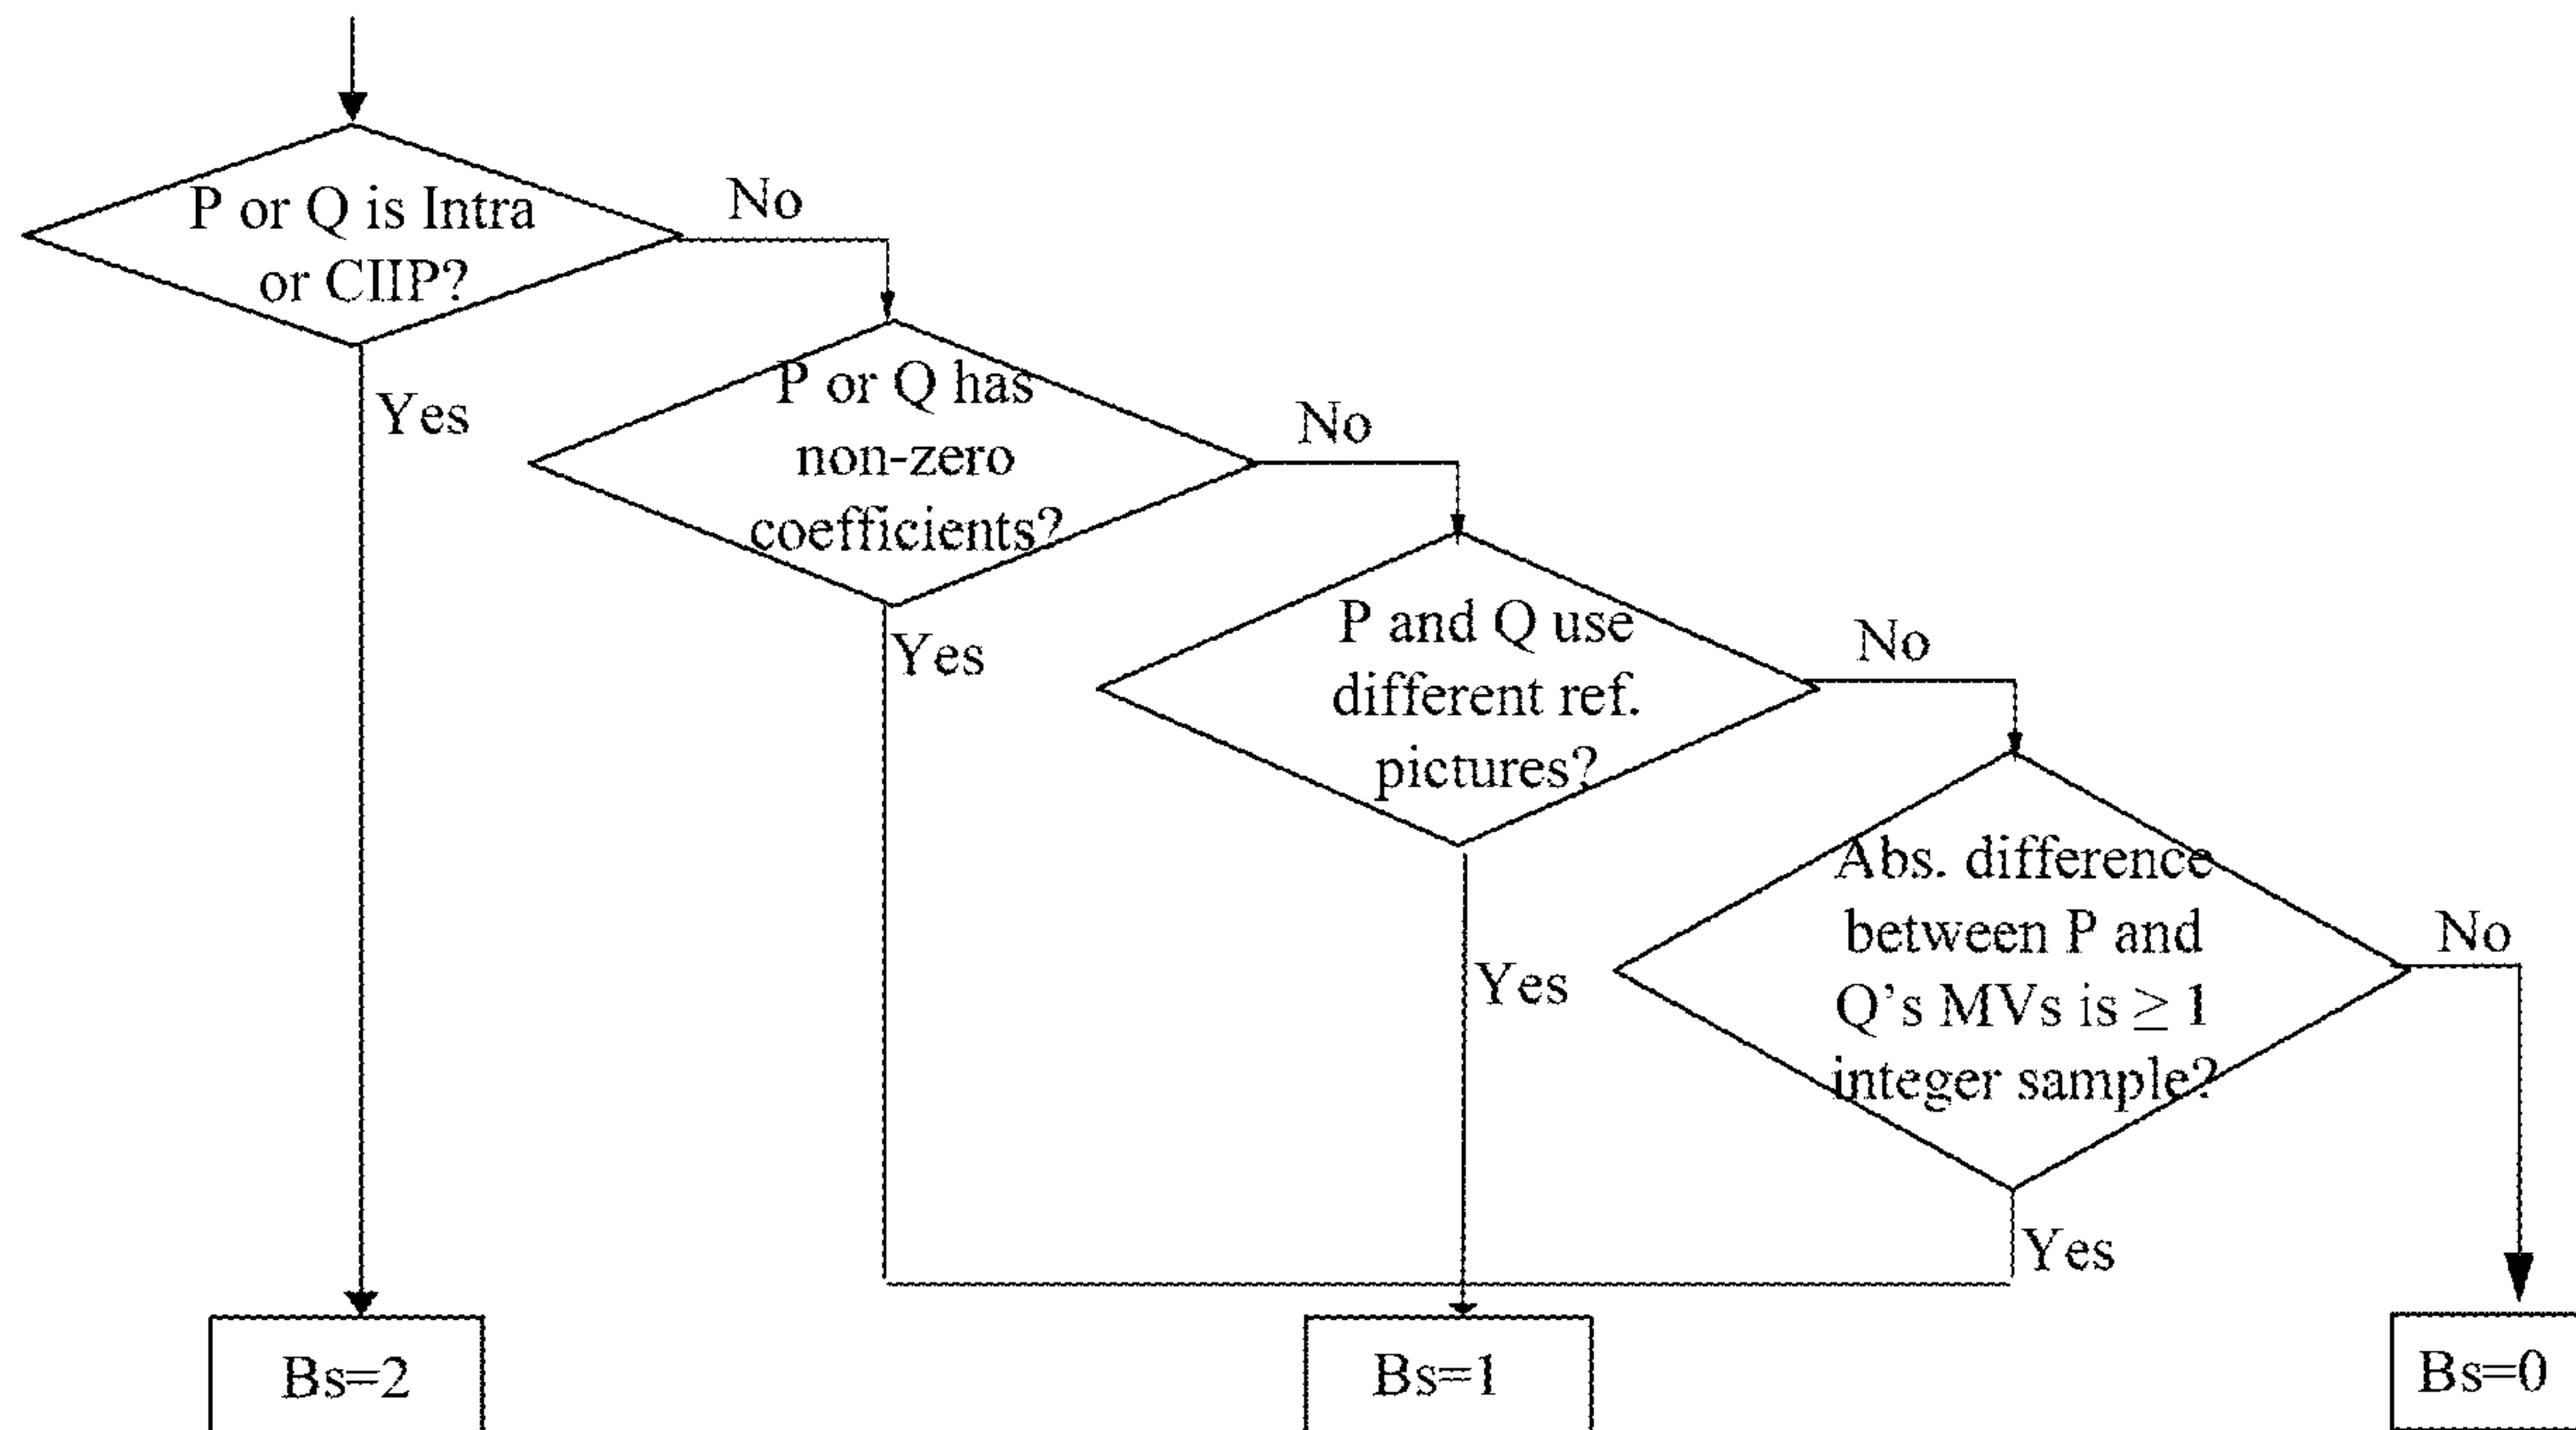 P or Q is Intra
or CIIP?
No
Yes
P or Q has
non-zero
coefficients?
No
Yes
P and Q use
different ref.
pictures?
No
Yes
Abs. difference
between P and
Q’s MVs is ≥ 1
integer sample?
No
Yes
Bs=2
Bs=1
Bs=0